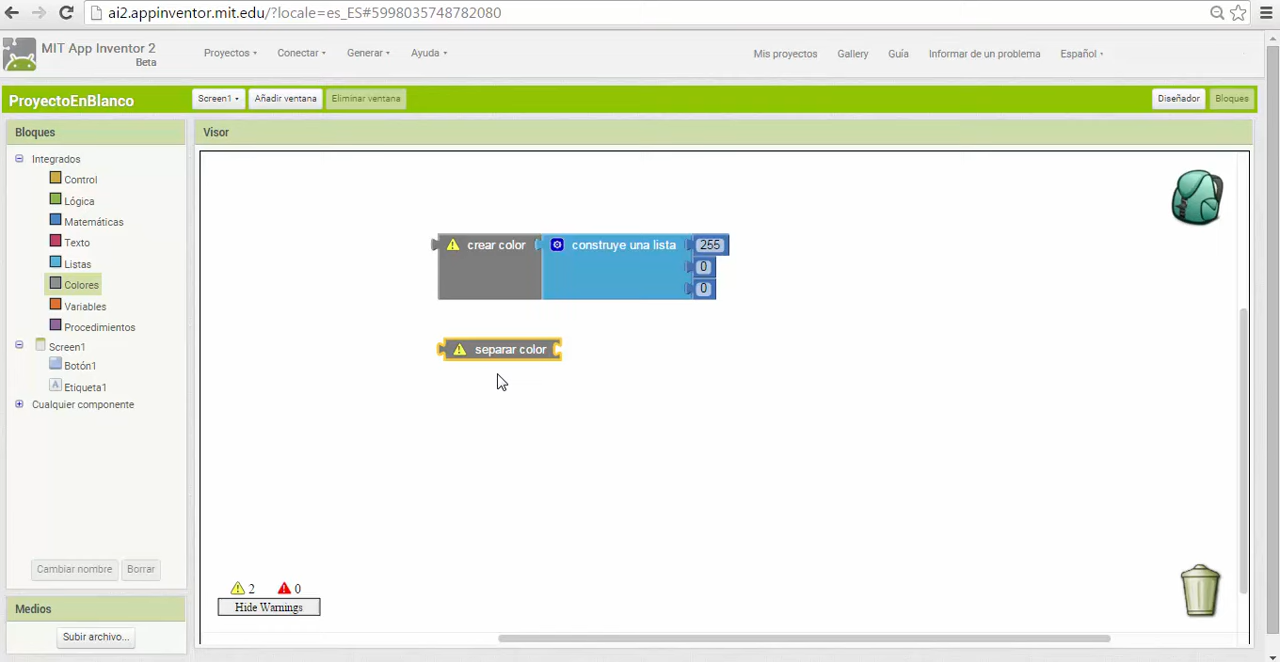 ai2.appinventor.mit.edu/?locale=es_ES#5998035748782080
MIT App Inventor 2
Beta
Proyectos Conectar Generar Ayuda Mis proyectos Gallery Guía Informar de un problema Español
ProyectoEnBlanco Screen1 Añadir ventana Eliminar ventana Diseñador Bloques
Bloques
Visor
Integrados
Control
Lógica
Matemáticas
Texto
Listas
Colores
Variables
Procedimientos
Screen1
Botón1
A Etiqueta1
Cualquier componente
Cambiar nombre Borrar
Medios
Subir archivo...
crear color construye una lista 255
0
0
separar color
2 0
Hide Warnings